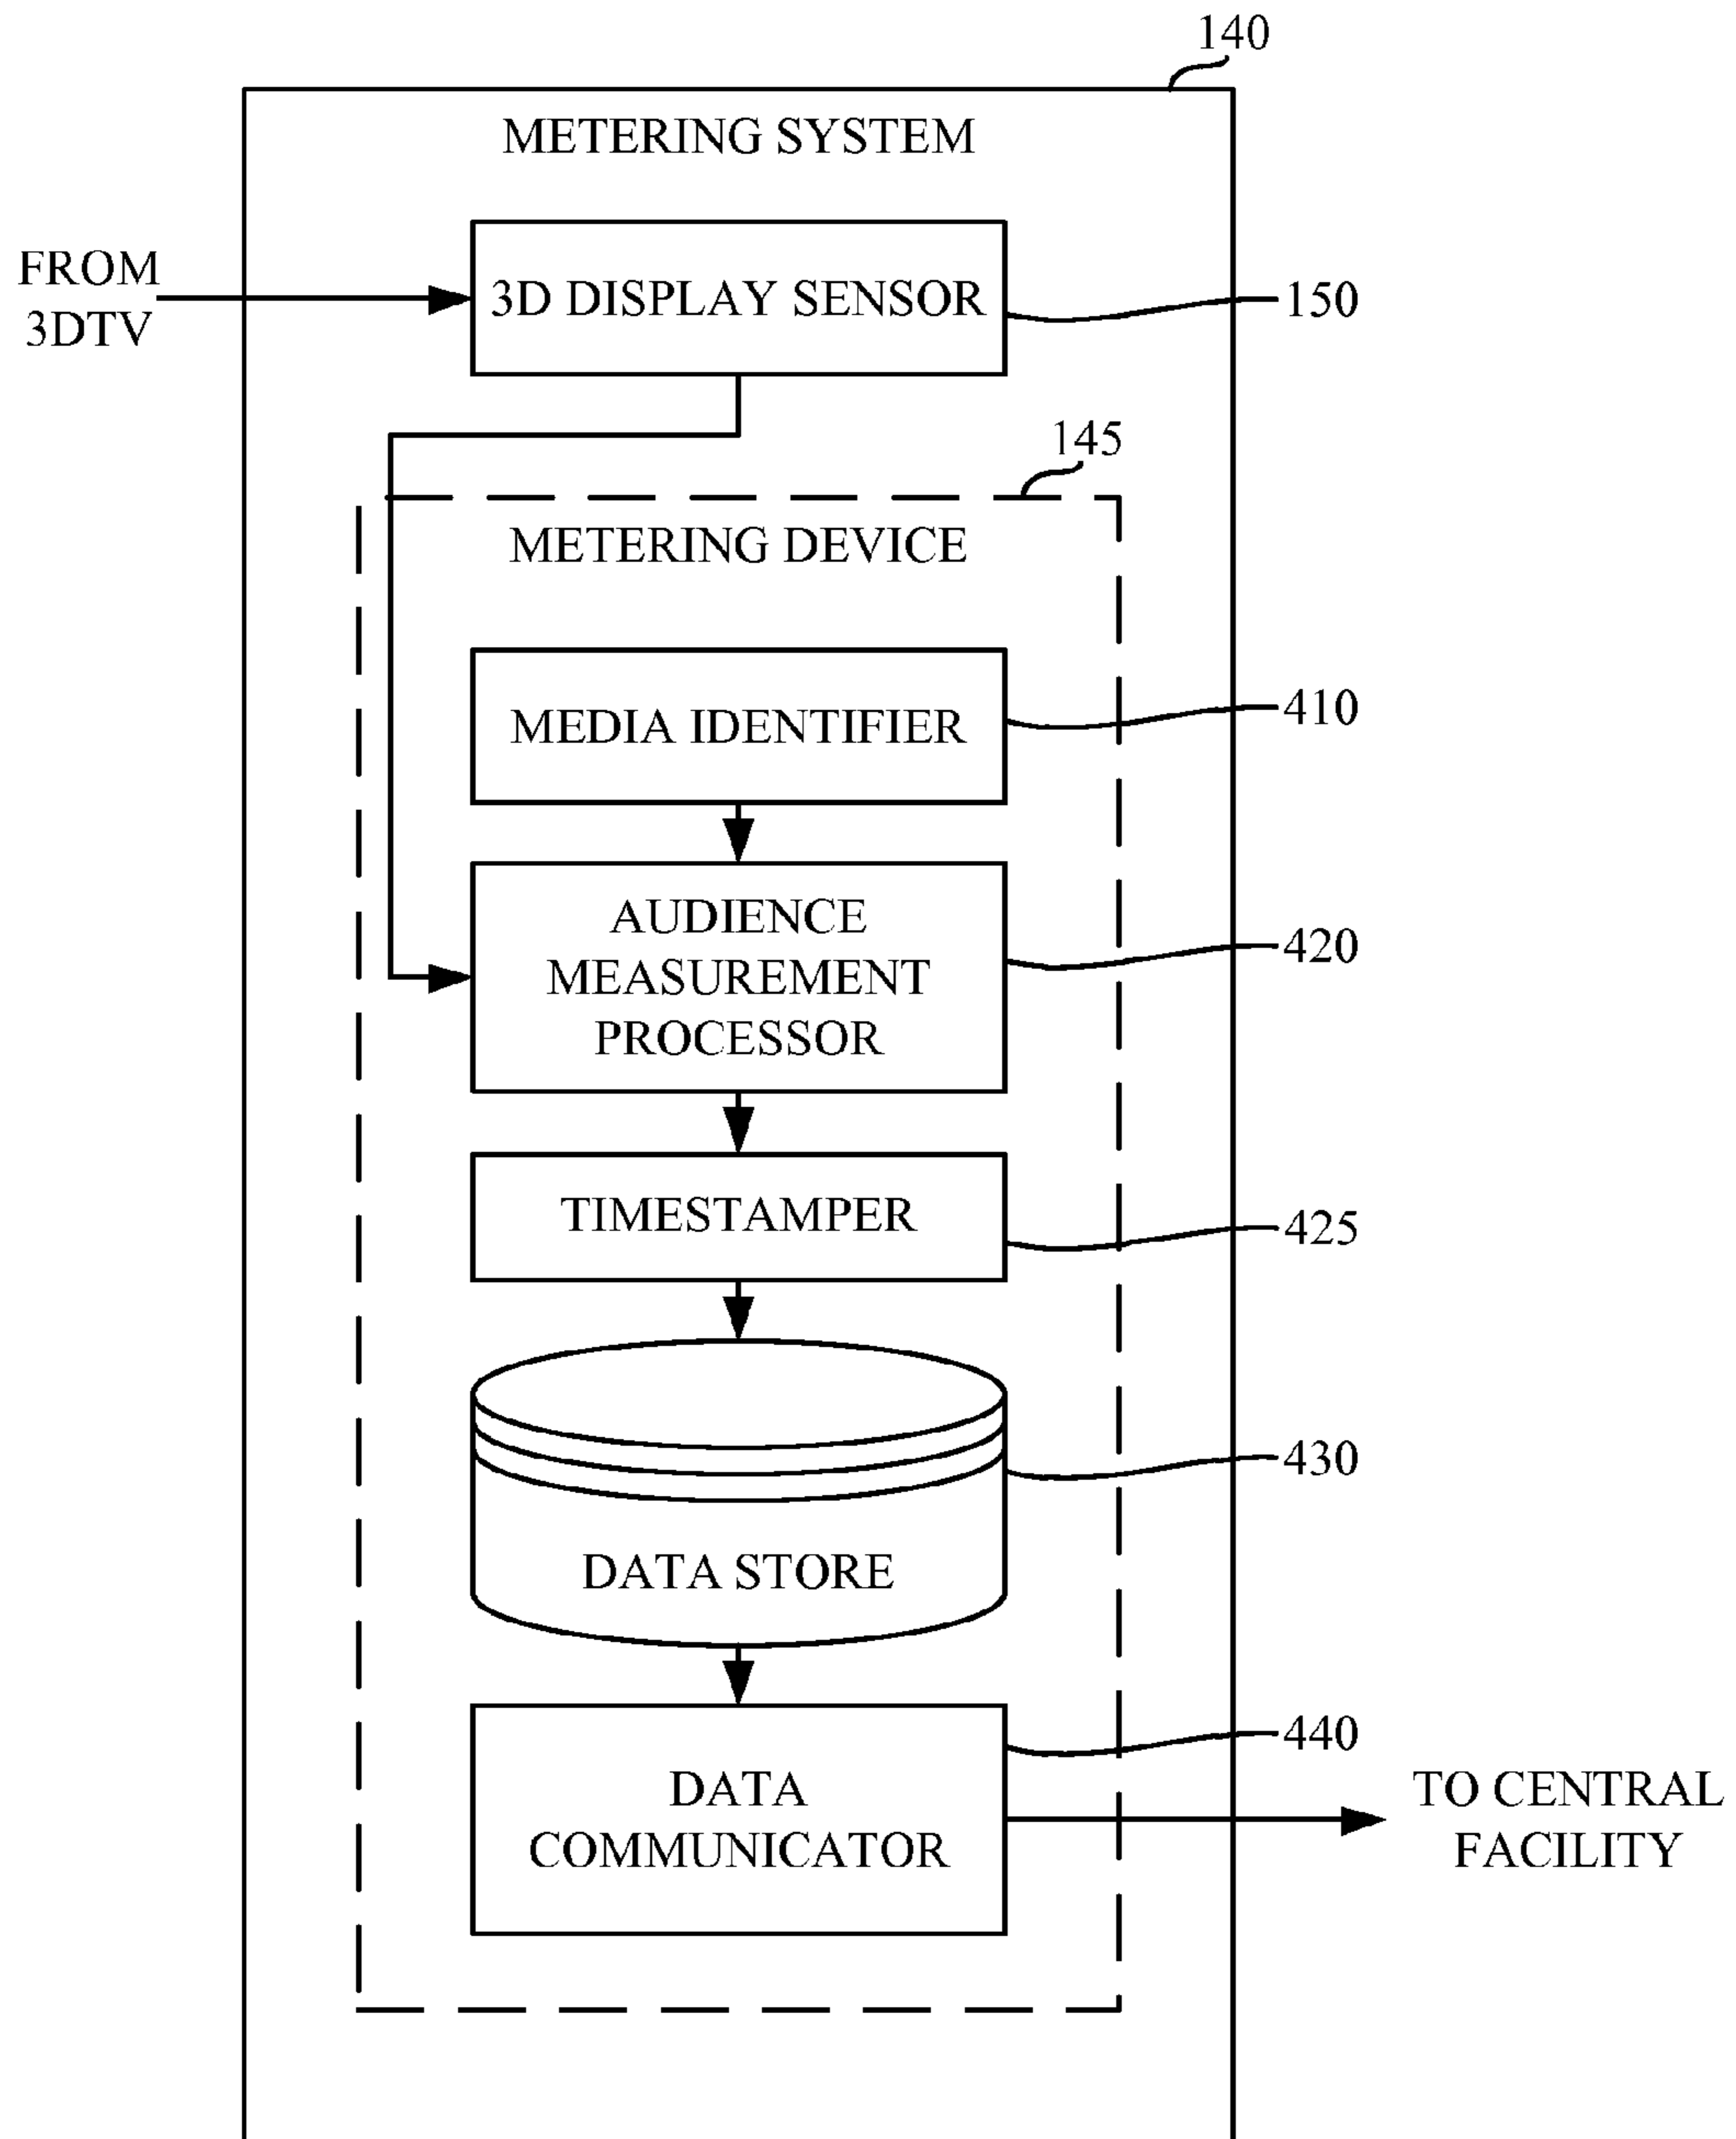 140
METERING SYSTEM
FROM
3DTV
3D DISPLAY SENSOR
150
145
METERING DEVICE
MEDIA IDENTIFIER
410
AUDIENCE
MEASUREMENT
PROCESSOR
420
TIMESTAMPER
425
430
DATA STORE
440
DATA
COMMUNICATOR
TO CENTRAL
FACILITY